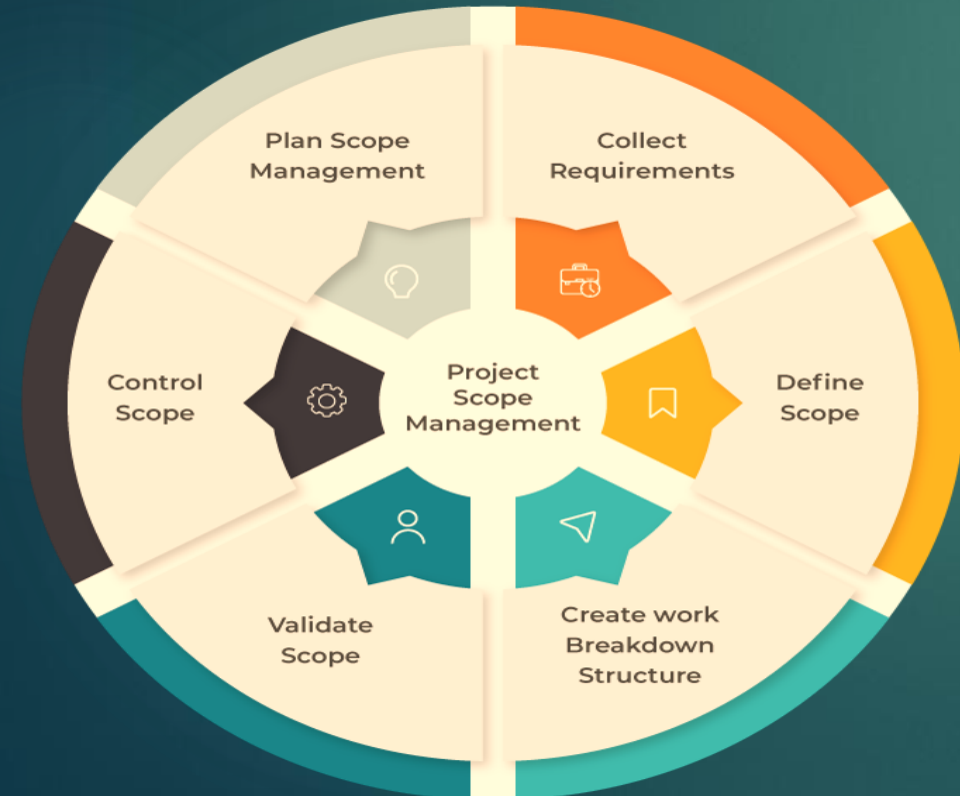 Plan Scope
Management
Collect
Requirements
Define
Scope
Create work
Breakdown
Structure
Validate
Scope
Control
Scope
Project
Scope
Management